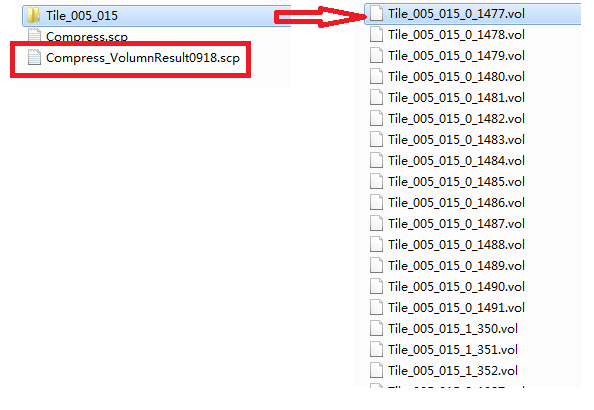 Tile_005_015
Compress.scp
Compress_VolumnResult0918.scp
Tile_005_015_0_1477.vol
Tile_005_015_0_1478.vol
Tile_005_015_0_1479.vol
Tile_005_015_0_1480.vol
Tile_005_015_0_1481.vol
Tile_005_015_0_1482.vol
Tile_005_015_0_1483.vol
Tile_005_015_0_1484.vol
Tile_005_015_0_1485.vol
Tile_005_015_0_1486.vol
Tile_005_015_0_1487.vol
Tile_005_015_0_1488.vol
Tile_005_015_0_1489.vol
Tile_005_015_0_1490.vol
Tile_005_015_0_1491.vol
Tile_005_015_1_350.vol
Tile_005_015_1_351.vol
Tile_005_015_1_352.vol